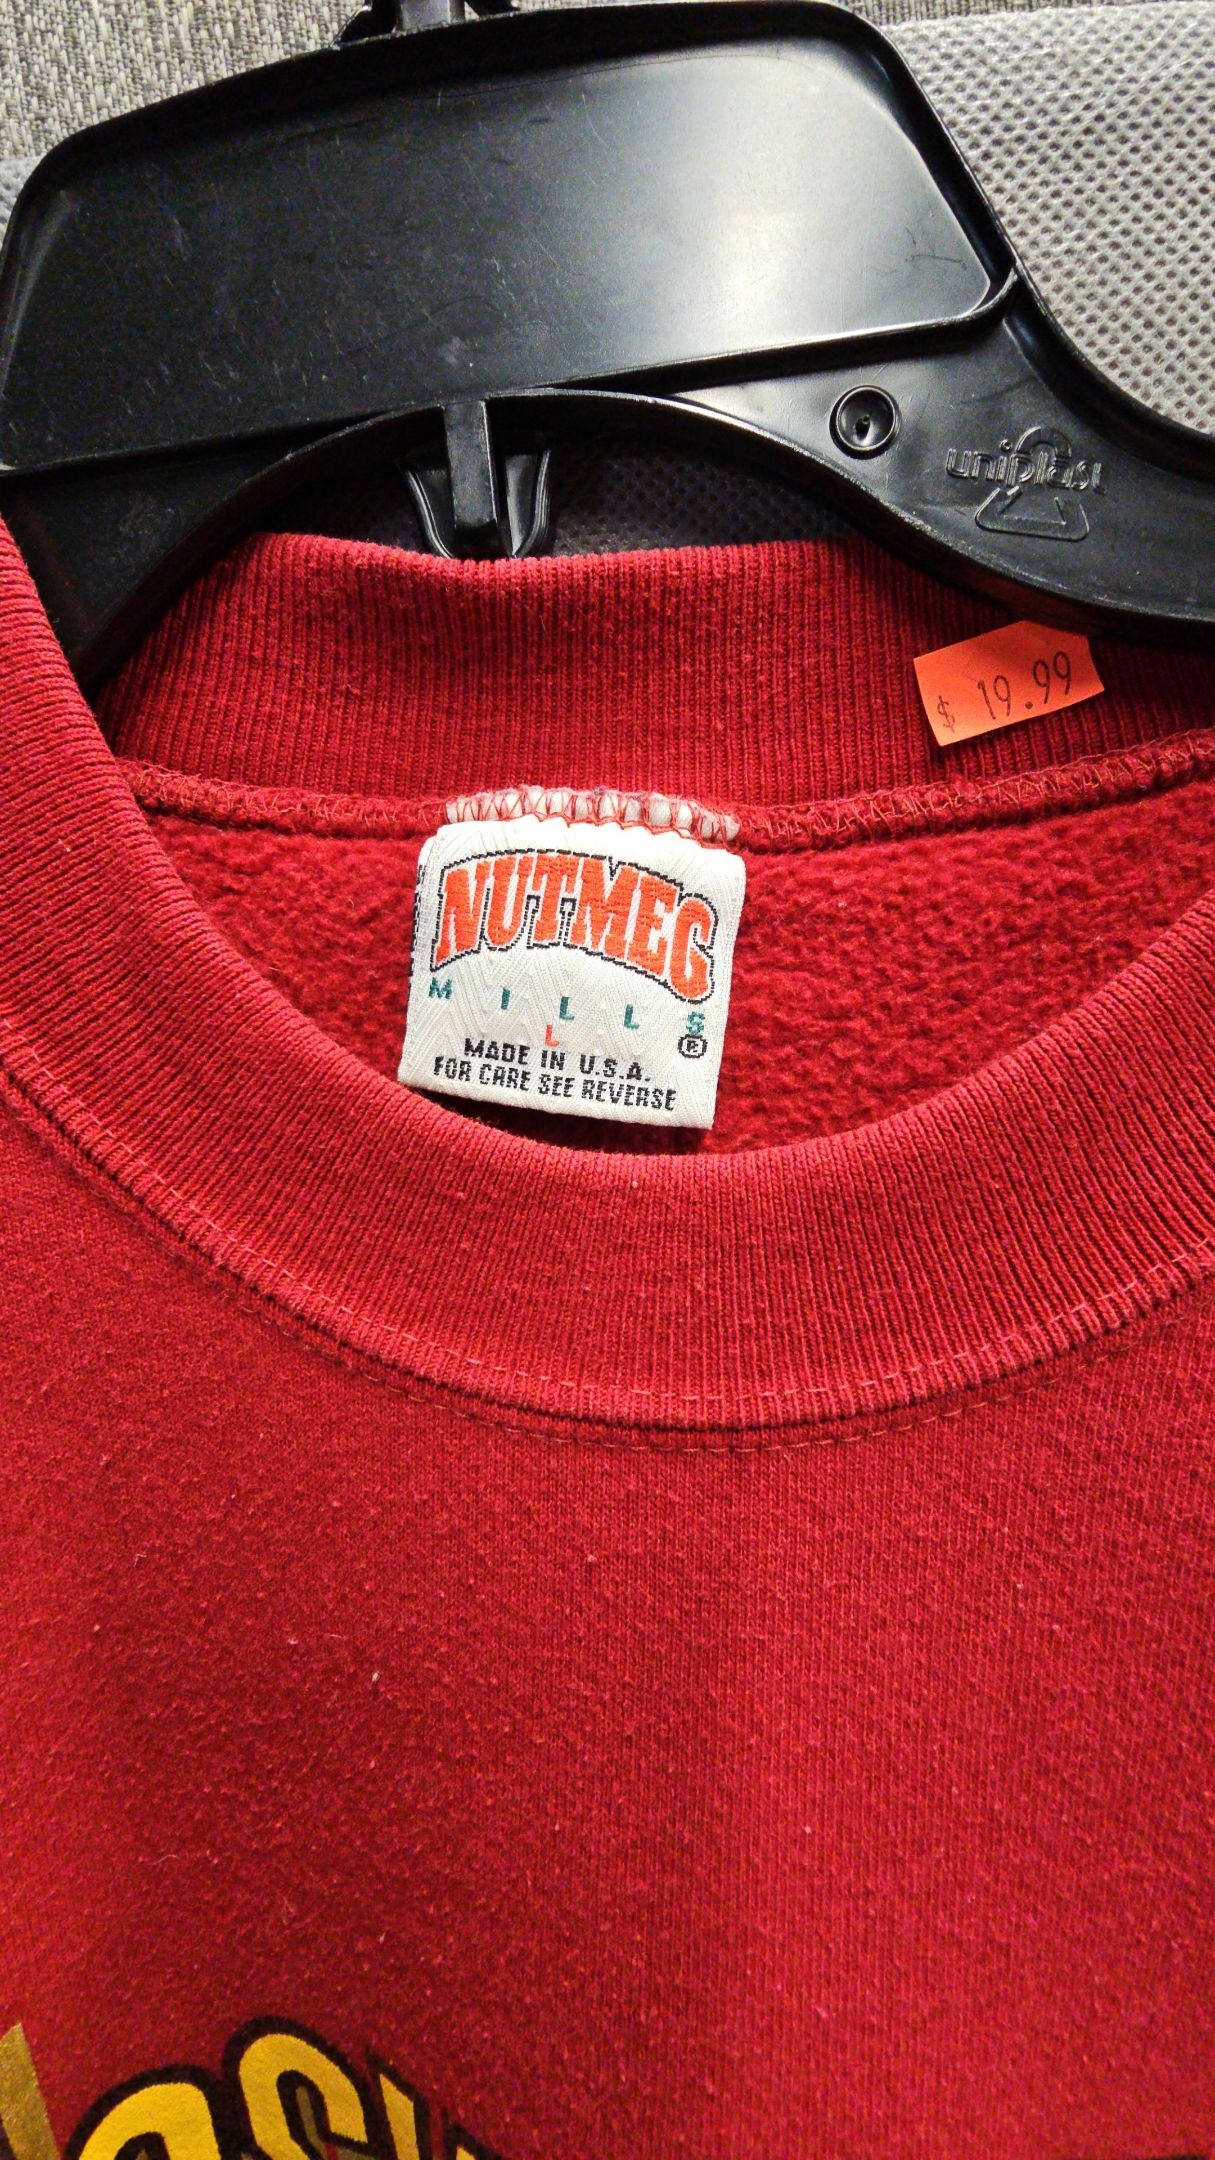 uniplast
$ 19.99
NUTMEG
MILLS
®
L
MADE IN U.S.A.
FOR CARE SEE REVERSE